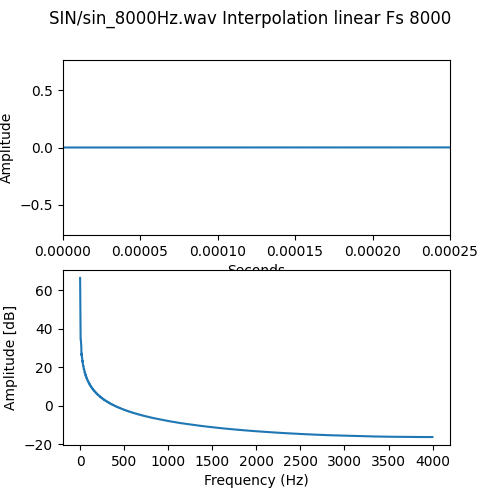 SIN/sin_8000Hz.wav Interpolation linear Fs 8000
0.5
0.0
−0.5
Amplitude
0.00000 0.00005 0.00010 0.00015 0.00020 0.00025
Seconds
60
40
20
0
−20
Amplitude [dB]
0 500 1000 1500 2000 2500 3000 3500 4000
Frequency (Hz)